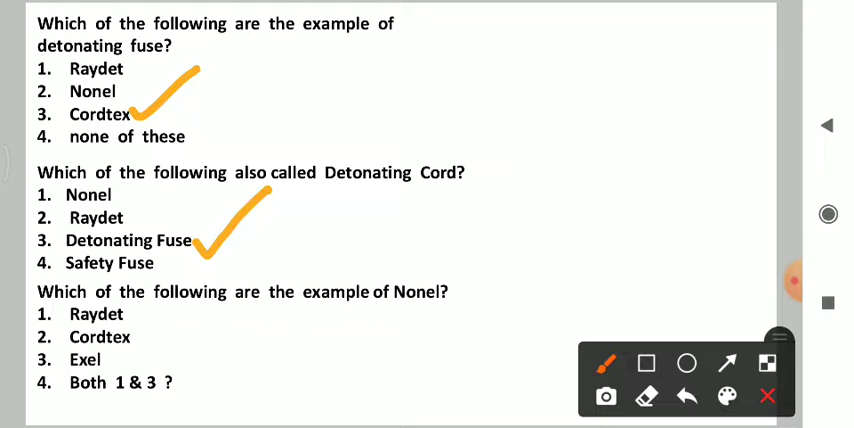 Which of the following are the example of
detonating fuse?
1. Raydet
2. Nonel
3. Cordtex
4. none of these
Which of the following also called Detonating Cord?
1. Nonel
2. Raydet
3. Detonating Fuse
4. Safety Fuse
Which of the following are the example of Nonel?
1. Raydet
2. Cordtex
3. Exel
4. Both 1 & 3 ?